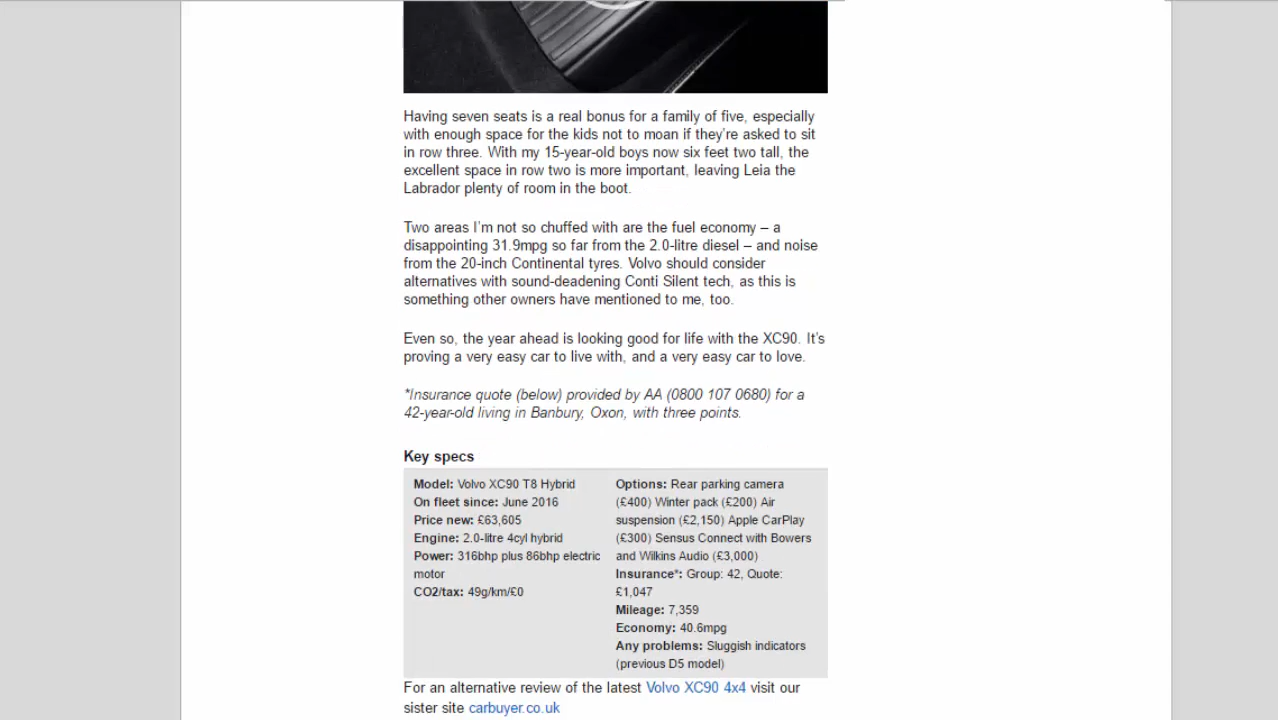 Having seven seats is a real bonus for a family of five, especially
with enough space for the kids not to moan if they're asked to sit
in row three. With my 15-year-old boys now six feet two tall, the
excellent space in row two is more important, leaving Leia the
Labrador plenty of room in the boot.
Two areas I'm not so chuffed with are the fuel economy – a
disappointing 31.9mpg so far from the 2.0-litre diesel – and noise
from the 20-inch Continental tyres. Volvo should consider
alternatives with sound-deadening Conti Silent tech, as this is
something other owners have mentioned to me, too.
Even so, the year ahead is looking good for life with the XC90. It's
proving a very easy car to live with, and a very easy car to love.
*Insurance quote (below) provided by AA (0800 107 0680) for a
42-year-old living in Banbury, Oxon, with three points.
Key specs
Model: Volvo XC90 T8 Hybrid
On fleet since: June 2016
Price new: £63,605
Engine: 2.0-litre 4cyl hybrid
Power: 316bhp plus 86bhp electric
motor
CO2/tax: 49g/km/£0
Options: Rear parking camera
(£400) Winter pack (£200) Air
suspension (£2,150) Apple CarPlay
(£300) Sensus Connect with Bowers
and Wilkins Audio (£3,000)
Insurance*: Group: 42, Quote:
£1,047
Mileage: 7,359
Economy: 40.6mpg
Any problems: Sluggish indicators
(previous D5 model)
For an alternative review of the latest Volvo XC90 4x4 visit our
sister site carbuyer.co.uk